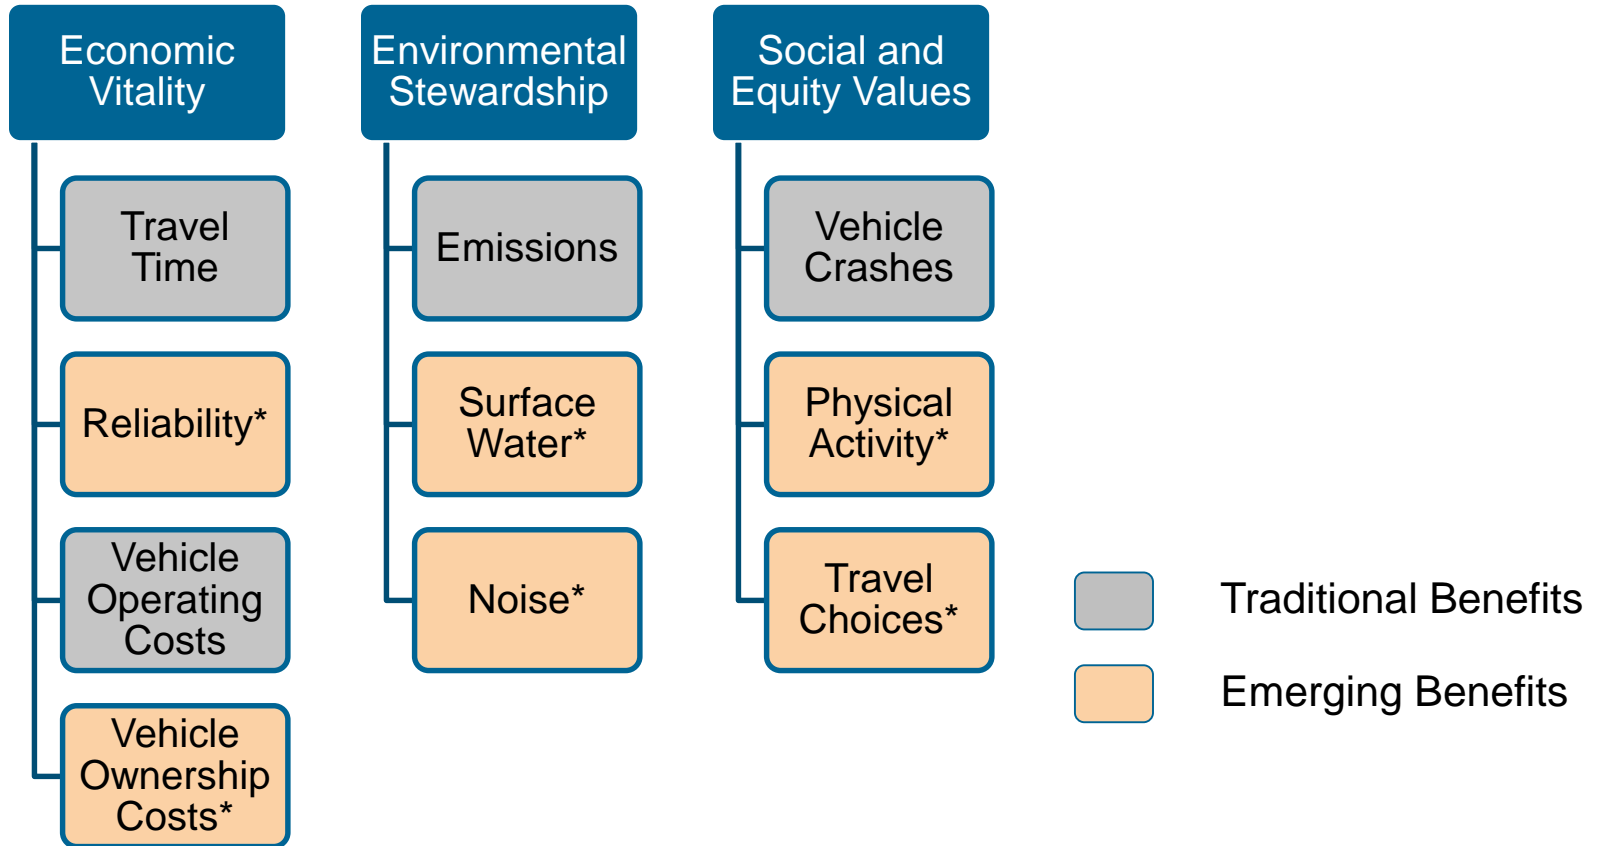 Economic
Vitality
Travel
Time
Reliability*
Vehicle
Operating
Costs
Vehicle
Ownership
Costs*
Environmental
Stewardship
Emissions
Surface
Water*
Noise*
Social and
Equity Values
Vehicle
Crashes
Physical
Activity*
Travel
Choices*
Traditional Benefits
Emerging Benefits